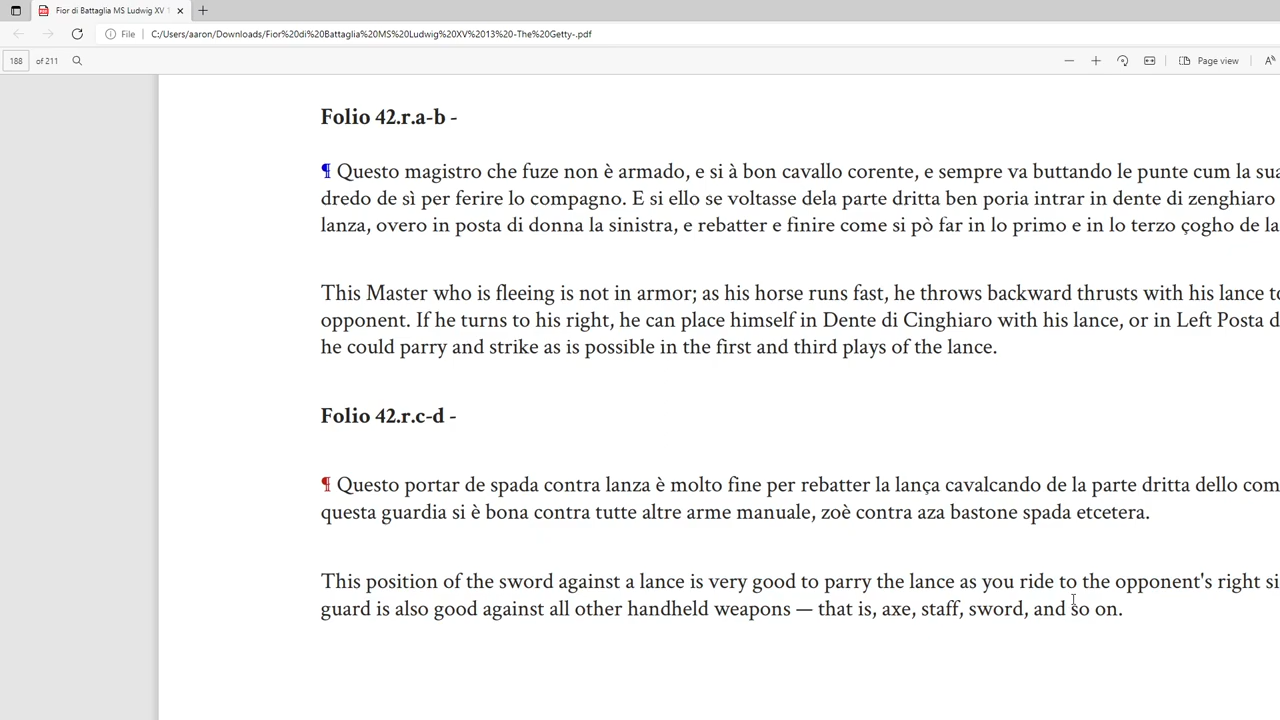 Fior di Battaglia MS Ludwig XV 1
File C:/Users/aaron/Downloads/Fior%20di%20Battaglia%20MS%20Ludwig%20XV%2013%20-The%20Getty-.pdf
188 of 211 Page view
Folio 42.r.a-b -
¶ Questo magistro che fuze non è armado, e si à bon cavallo corente, e sempre va buttando le punte cum la sua
dredo de sì per ferire lo compagno. E si ello se voltasse dela parte dritta ben poria intrar in dente di zenghiaro
lanza, overo in posta di donna la sinistra, e rebatter e finire come si pò far in lo primo e in lo terzo çogho de la
This Master who is fleeing is not in armor; as his horse runs fast, he throws backward thrusts with his lance to
opponent. If he turns to his right, he can place himself in Dente di Cinghiaro with his lance, or in Left Posta d
he could parry and strike as is possible in the first and third plays of the lance.
Folio 42.r.c-d -
¶ Questo portar de spada contra lanza è molto fine per rebatter la lança cavalcando de la parte dritta dello com
questa guardia si è bona contra tutte altre arme manuale, zoè contra aza bastone spada etcetera.
This position of the sword against a lance is very good to parry the lance as you ride to the opponent's right si
guard is also good against all other handheld weapons — that is, axe, staff, sword, and so on.